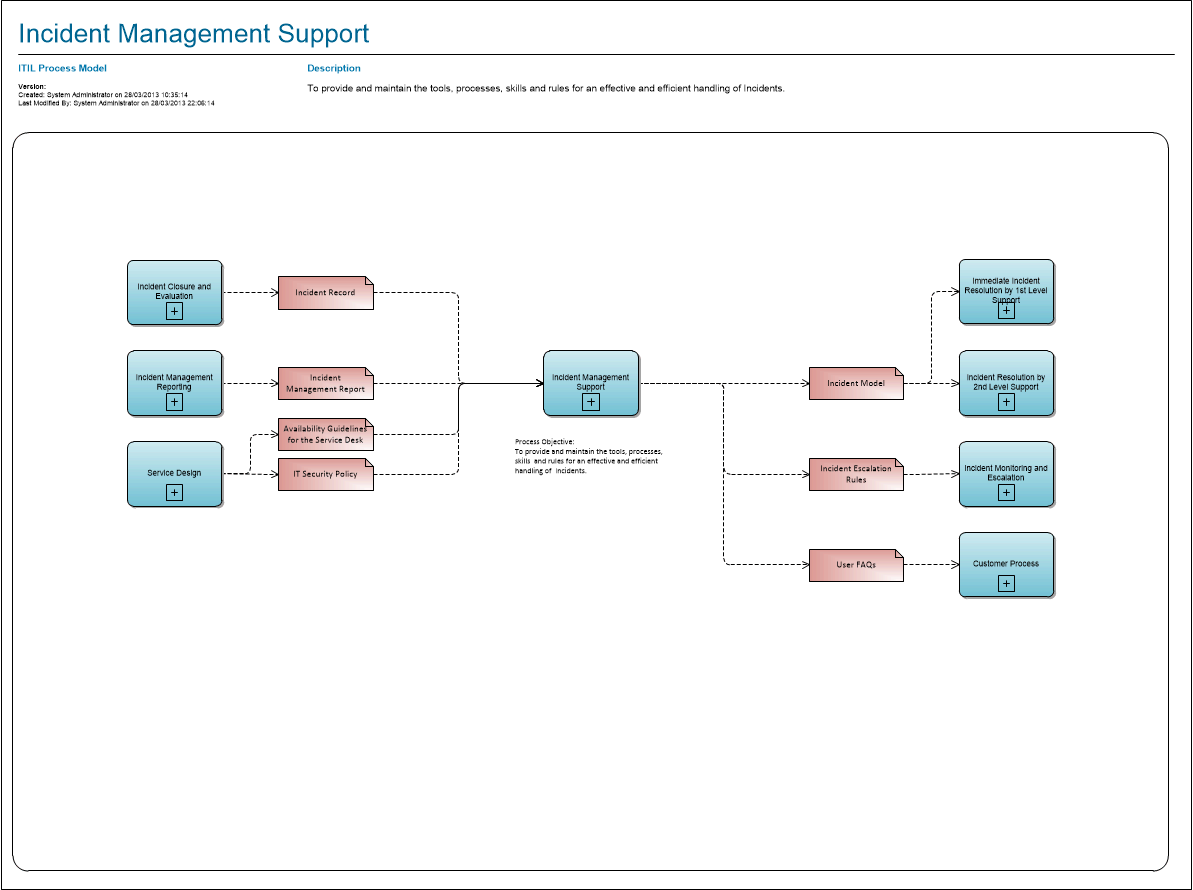 Incident Management Support
ITIL Process Model
Description
Version:
Created: System Administrator on 28/03/2013 10:35:14
Last Modified By: System Administrator on 28/03/2013 22:06:14
To provide and maintain the tools, processes, skills and rules for an effective and efficient handling of Incidents.
Incident Closure and
Evaluation
Incident Record
Incident Management
Reporting
Incident
Management Report
Availability Guidelines
for the Service Desk
Service Design
IT Security Policy
Incident Management
Support
Process Objective:
To provide and maintain the tools, processes,
skills and rules for an effective and efficient
handling of Incidents.
Incident Model
Immediate Incident
Resolution by 1st Level
Support
Incident Resolution by
2nd Level Support
Incident Escalation
Rules
Incident Monitoring and
Escalation
User FAQs
Customer Process